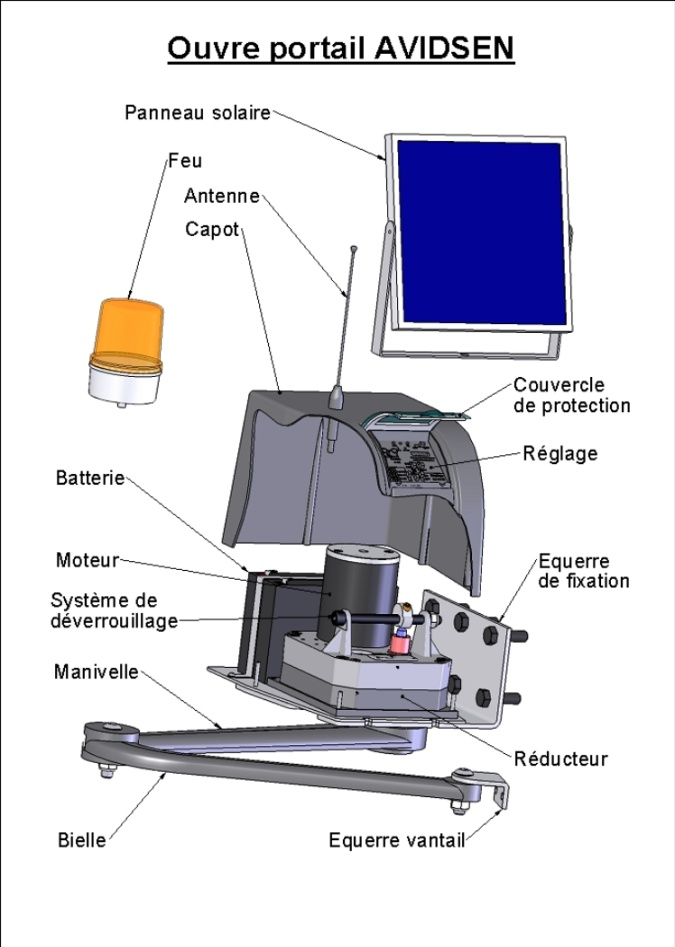 Ouvre portail AVIDSEN
Panneau solaire
Feu
Antenne
Capot
Couvercle
de protection
Réglage
Batterie
Moteur
Equerre
de fixation
Système de
déverrouillage
Manivelle
Réducteur
Bielle
Equerre vantail